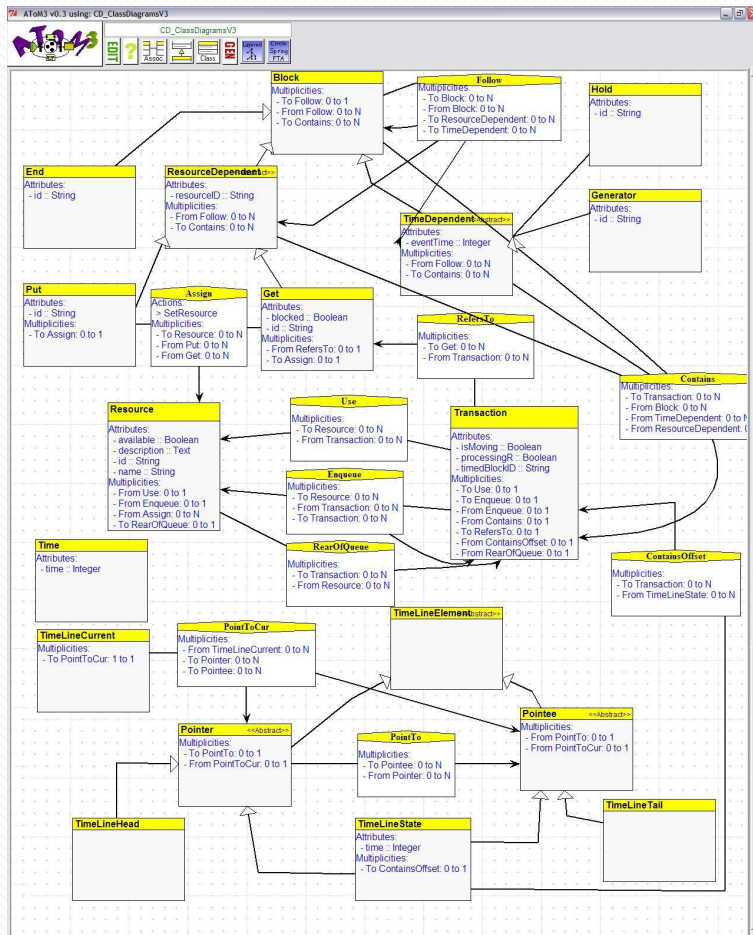 AToM3 v0.3 using: CD_ClassDiagramsV3
CD_ClassDiagramsV3
AToM3
EDIT
?
Assoc.
Class
GEN
Layered
Circle
Spring
FTA
Block
Multiplicities:
- To Follow: 0 to 1
- From Follow: 0 to N
- To Contains: 0 to N
Follow
Multiplicities:
- To Block: 0 to N
- From Block: 0 to N
- To ResourceDependent: 0 to N
- To TimeDependent: 0 to N
Hold
Attributes:
- id :: String
End
Attributes:
- id :: String
ResourceDependent
Attributes:
- resourceID :: String
Multiplicities:
- From Follow: 0 to N
- To Contains: 0 to N
TimeDependent
Attributes:
- eventTime :: Integer
Multiplicities:
- From Follow: 0 to N
- To Contains: 0 to N
Generator
Attributes:
- id :: String
Put
Attributes:
- id :: String
Multiplicities:
- To Assign: 0 to 1
Assign
Actions:
> SetResource
Multiplicities:
- To Resource: 0 to N
- From Put: 0 to N
- From Get: 0 to N
Get
Attributes:
- blocked :: Boolean
- id :: String
Multiplicities:
- From RefersTo: 0 to 1
- To Assign: 0 to 1
RefersTo
Multiplicities:
- To Get: 0 to N
- From Transaction: 0 to N
Contains
Multiplicities:
- To Transaction: 0 to N
- From Block: 0 to N
- From TimeDependent: 0 to N
- From ResourceDependent:
Resource
Attributes:
- available :: Boolean
- description :: Text
- id :: String
- name :: String
Multiplicities:
- From Use: 0 to 1
- From Enqueue: 0 to 1
- From Assign: 0 to N
- To RearOfQueue: 0 to 1
Use
Multiplicities:
- To Resource: 0 to N
- From Transaction: 0 to N
Transaction
Attributes:
- isMoving :: Boolean
- processingR :: Boolean
- timedBlockID :: String
Multiplicities:
- To Use: 0 to 1
- To Enqueue: 0 to 1
- From Enqueue: 0 to 1
- From Contains: 0 to 1
- To RefersTo: 0 to 1
- From ContainsOffset: 0 to 1
- From RearOfQueue: 0 to 1
Enqueue
Multiplicities:
- To Resource: 0 to N
- From Transaction: 0 to N
- To Transaction: 0 to N
RearOfQueue
Multiplicities:
- To Transaction: 0 to N
- From Resource: 0 to N
Time
Attributes:
- time :: Integer
ContainsOffset
Multiplicities:
- To Transaction: 0 to N
- From TimeLineState: 0 to N
TimeLineCurrent
Multiplicities:
- To PointToCur: 1 to 1
PointToCur
Multiplicities:
- From TimeLineCurrent: 0 to N
- To Pointer: 0 to N
- To Pointee: 0 to N
TimeLineElement
Pointer <<Abstract>>
Multiplicities:
- To PointTo: 0 to 1
- From PointToCur: 0 to 1
PointTo
Multiplicities:
- To Pointee: 0 to N
- From Pointer: 0 to N
Pointee <<Abstract>>
Multiplicities:
- From PointTo: 0 to 1
- From PointToCur: 0 to 1
TimeLineHead
TimeLineState
Attributes:
- time :: Integer
Multiplicities:
- To ContainsOffset: 0 to 1
TimeLineTail